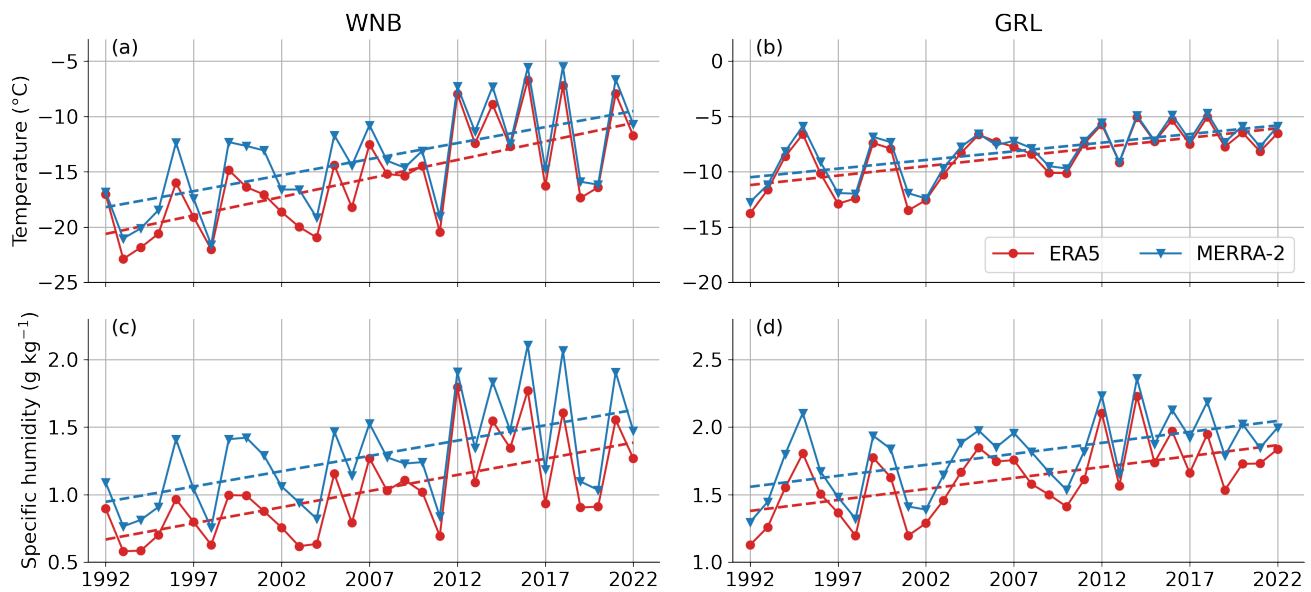 WNB
GRL
(a)
(b)
Temperature (°C)
−5
−10
−15
−20
−25
0
−5
−10
−15
−20
ERA5
MERRA-2
(c)
(d)
Specific humidity (g kg⁻¹)
2.0
1.5
1.0
0.5
2.5
2.0
1.5
1.0
1992 1997 2002 2007 2012 2017 2022
1992 1997 2002 2007 2012 2017 2022